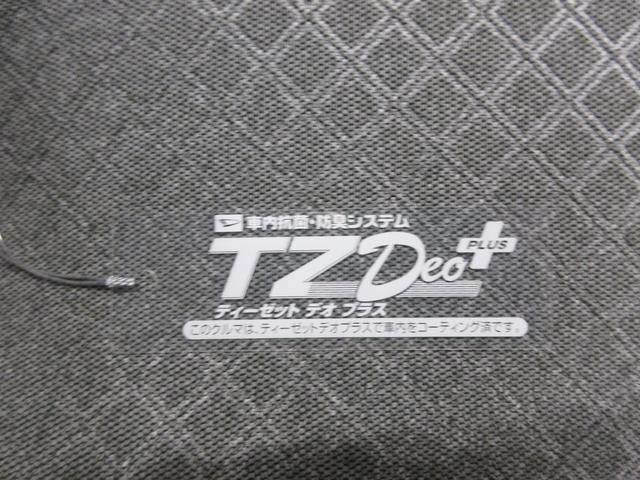 車内抗菌・防臭システム
TZ Deo PLUS
ティーゼット デオ プラス
このクルマは、ティーゼットデオプラスで車内をコーティング済です。